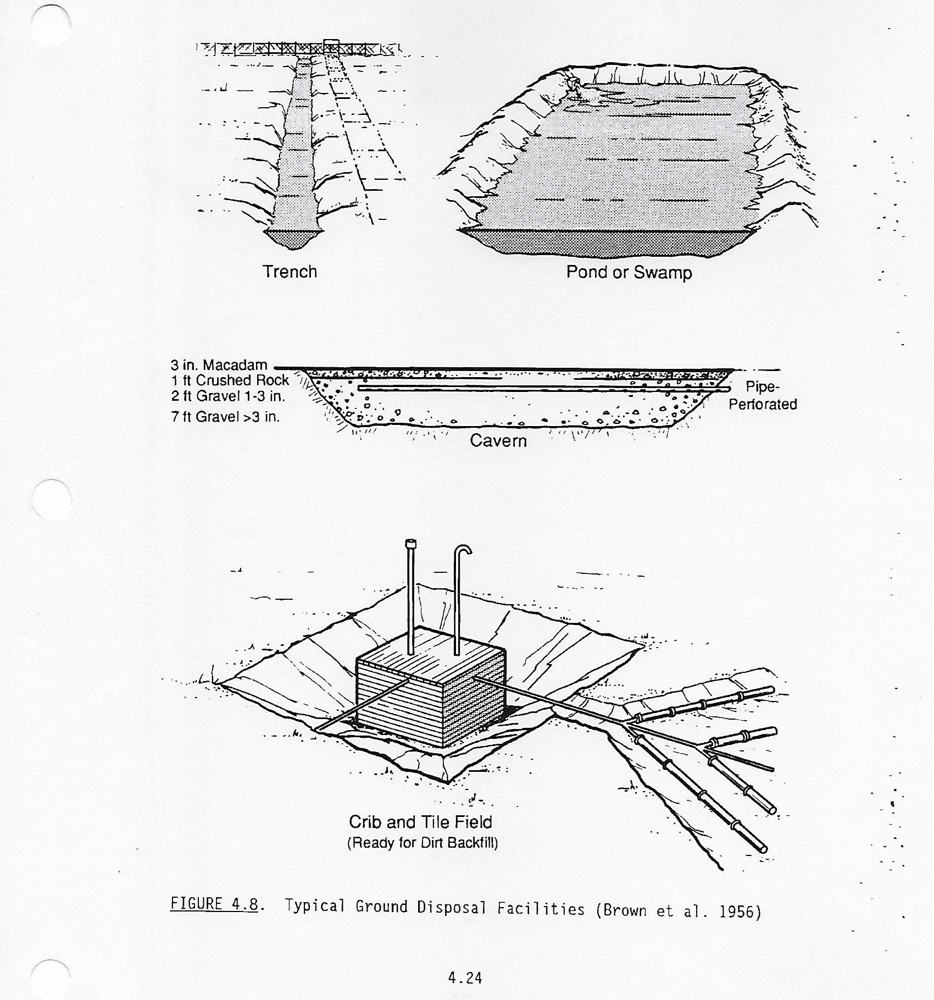 Trench
Pond or Swamp
3 in. Macadam
1 ft Crushed Rock
2 ft Gravel 1-3 in.
7 ft Gravel >3 in.
Pipe-
Perforated
Cavern
Crib and Tile Field
(Ready for Dirt Backfill)
FIGURE 4.8. Typical Ground Disposal Facilities (Brown et al. 1956)
4.24